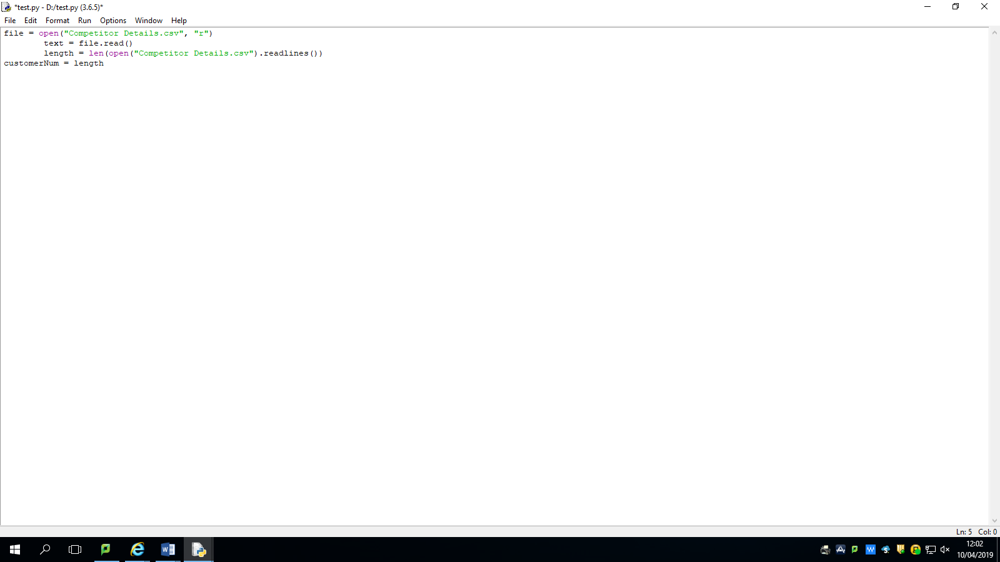 *test.py - D:/test.py (3.6.5)*
File Edit Format Run Options Window Help
file = open("Competitor Details.csv", "r")
        text = file.read()
        length = len(open("Competitor Details.csv").readlines())
customerNum = length
Ln: 5 Col: 0
12:02
10/04/2019